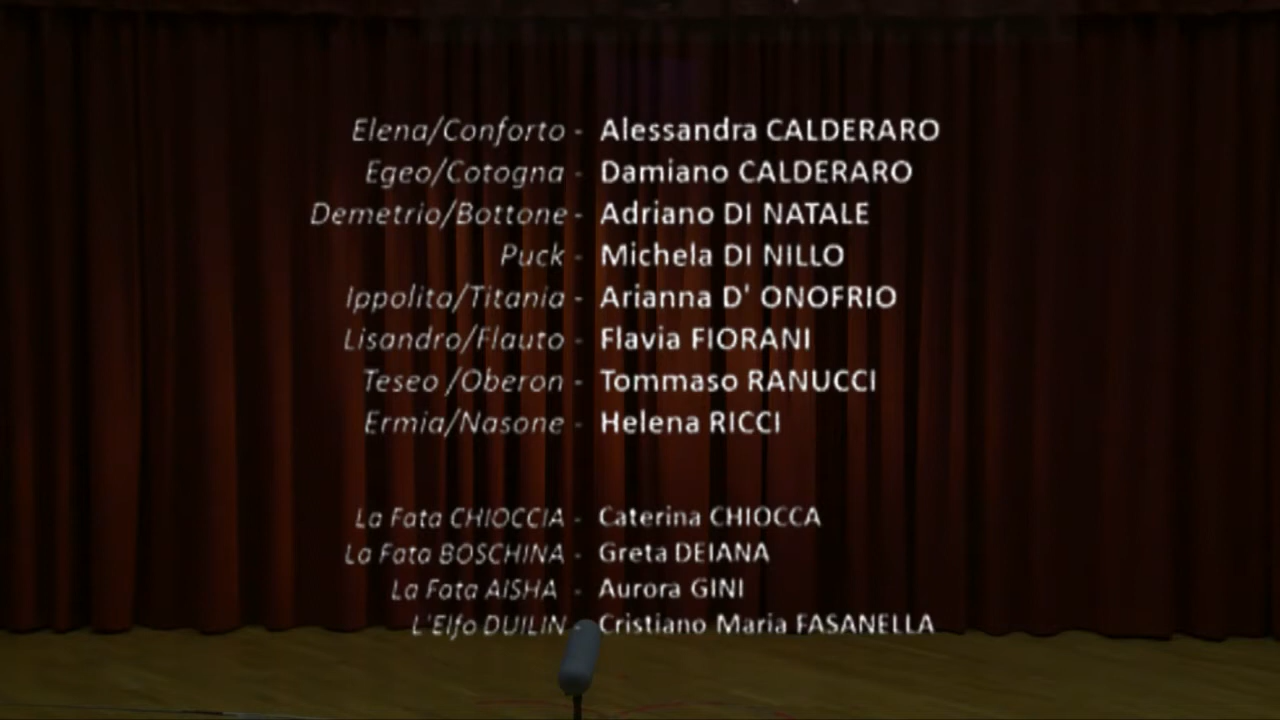 Elena/Conforto - Alessandra CALDERARO
Egeo/Cotogna - Damiano CALDERARO
Demetrio/Bottone - Adriano DI NATALE
Puck - Michela DI NILLO
Ippolita/Titania - Arianna D' ONOFRIO
Lisandro/Flauto - Flavia FIORANI
Teseo /Oberon - Tommaso RANUCCI
Ermia/Nasone - Helena RICCI
La Fata CHIOCCIA - Caterina CHIOCCA
La Fata BOSCHINA - Greta DEIANA
La Fata AISHA - Aurora GINI
L'Elfo DUILIN - Cristiano Maria FASANELLA